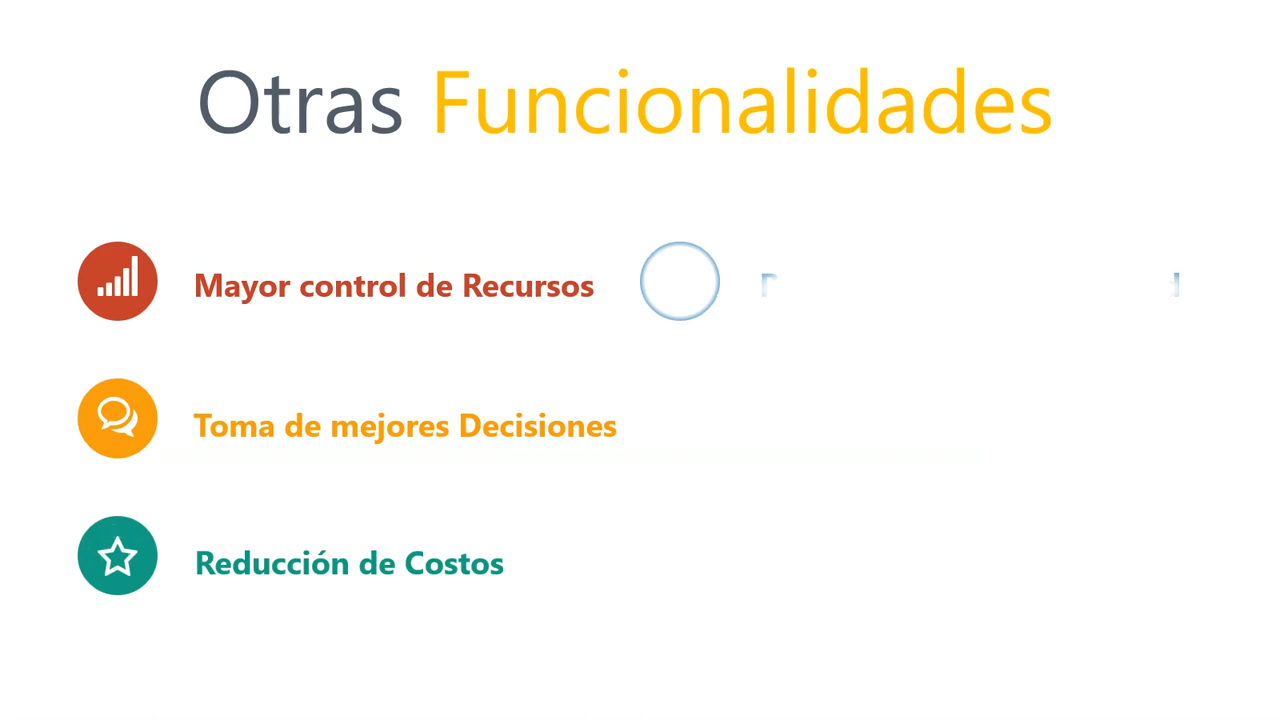 Otras Funcionalidades
Mayor control de Recursos
Toma de mejores Decisiones
Reducción de Costos